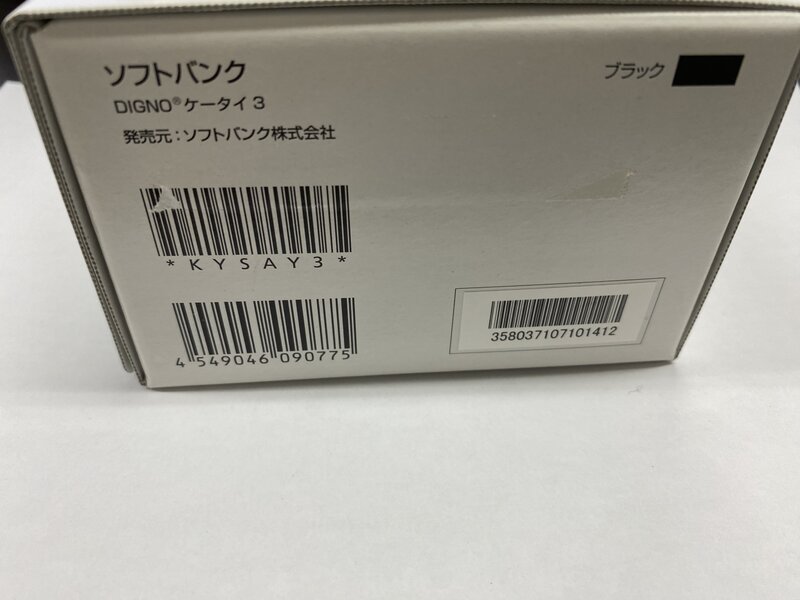 ソフトバンク
DIGNO®ケータイ3
発売元:ソフトバンク株式会社
ブラック
*KYSAY3*
4 549046 090775
358037107101412